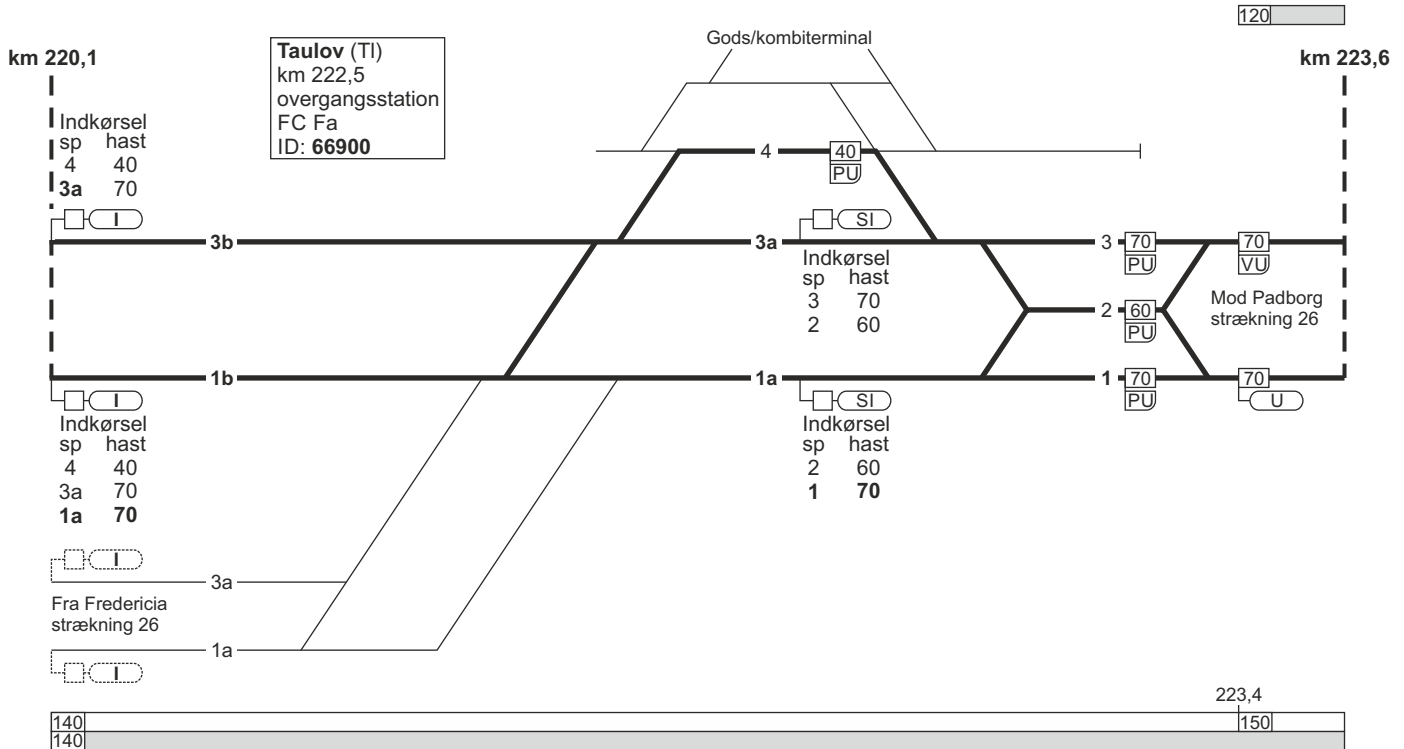 120
km 220,1
Taulov (Tl)
km 222,5
overgangsstation
FC Fa
ID: 66900
Gods/kombiterminal
km 223,6
Indkørsel
sp hast
4 40
3a 70
I
4
40
PU
3b
3a
SI
Indkørsel
sp hast
3 70
2 60
3
70
PU
70
VU
2
60
PU
Mod Padborg
strækning 26
1b
I
Indkørsel
sp hast
4 40
3a 70
1a 70
1a
SI
Indkørsel
sp hast
2 60
1 70
1
70
PU
70
U
I
3a
Fra Fredericia
strækning 26
1a
I
223,4
140
150
140